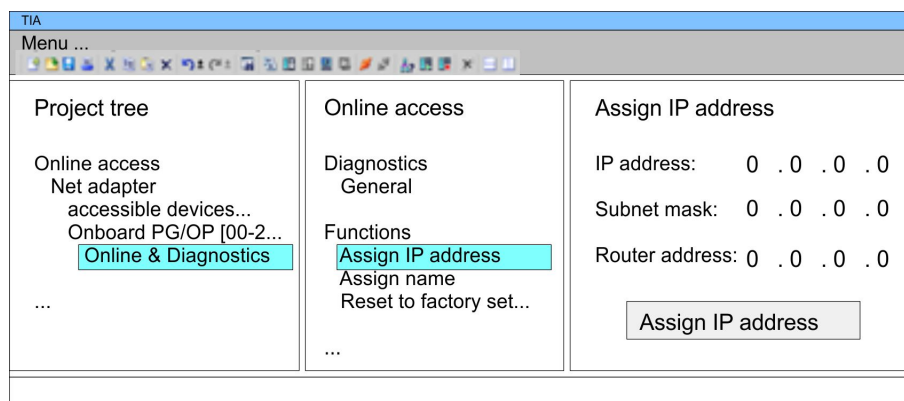 TIA
Menu ...
Project tree
Online access
Net adapter
accessible devices...
Onboard PG/OP [00-2...
Online & Diagnostics
...
Online access
Diagnostics
General
Functions
Assign IP address
Assign name
Reset to factory set...
...
Assign IP address
IP address: 0 .0 .0 .0
Subnet mask: 0 .0 .0 .0
Router address: 0 .0 .0 .0
Assign IP address